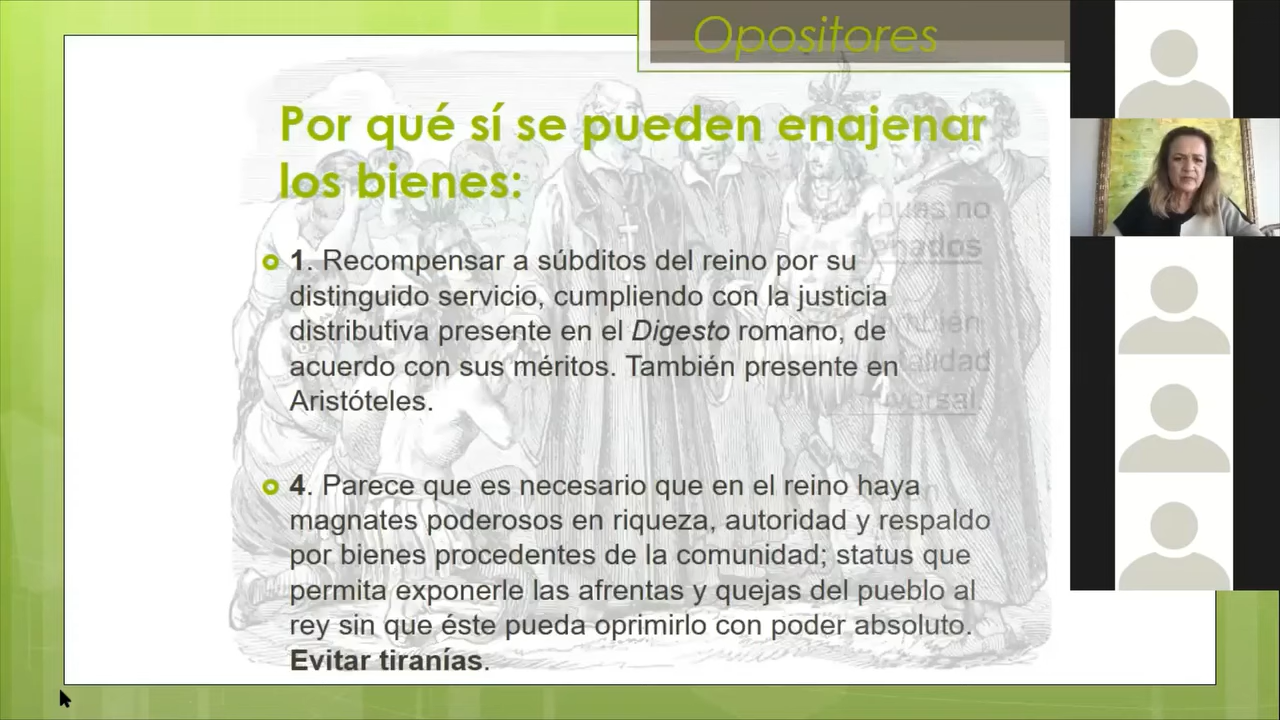 Opositores
Por qué sí se pueden enajenar
los bienes:
pues no
1. Recompensar a súbditos del reino por su
distinguido servicio, cumpliendo con la justicia
distributiva presente en el Digesto romano, de
acuerdo con sus méritos. También presente en
Aristóteles.
4. Parece que es necesario que en el reino haya
magnates poderosos en riqueza, autoridad y respaldo
por bienes procedentes de la comunidad; status que
permita exponerle las afrentas y quejas del pueblo al
rey sin que éste pueda oprimirlo con poder absoluto.
Evitar tiranías.